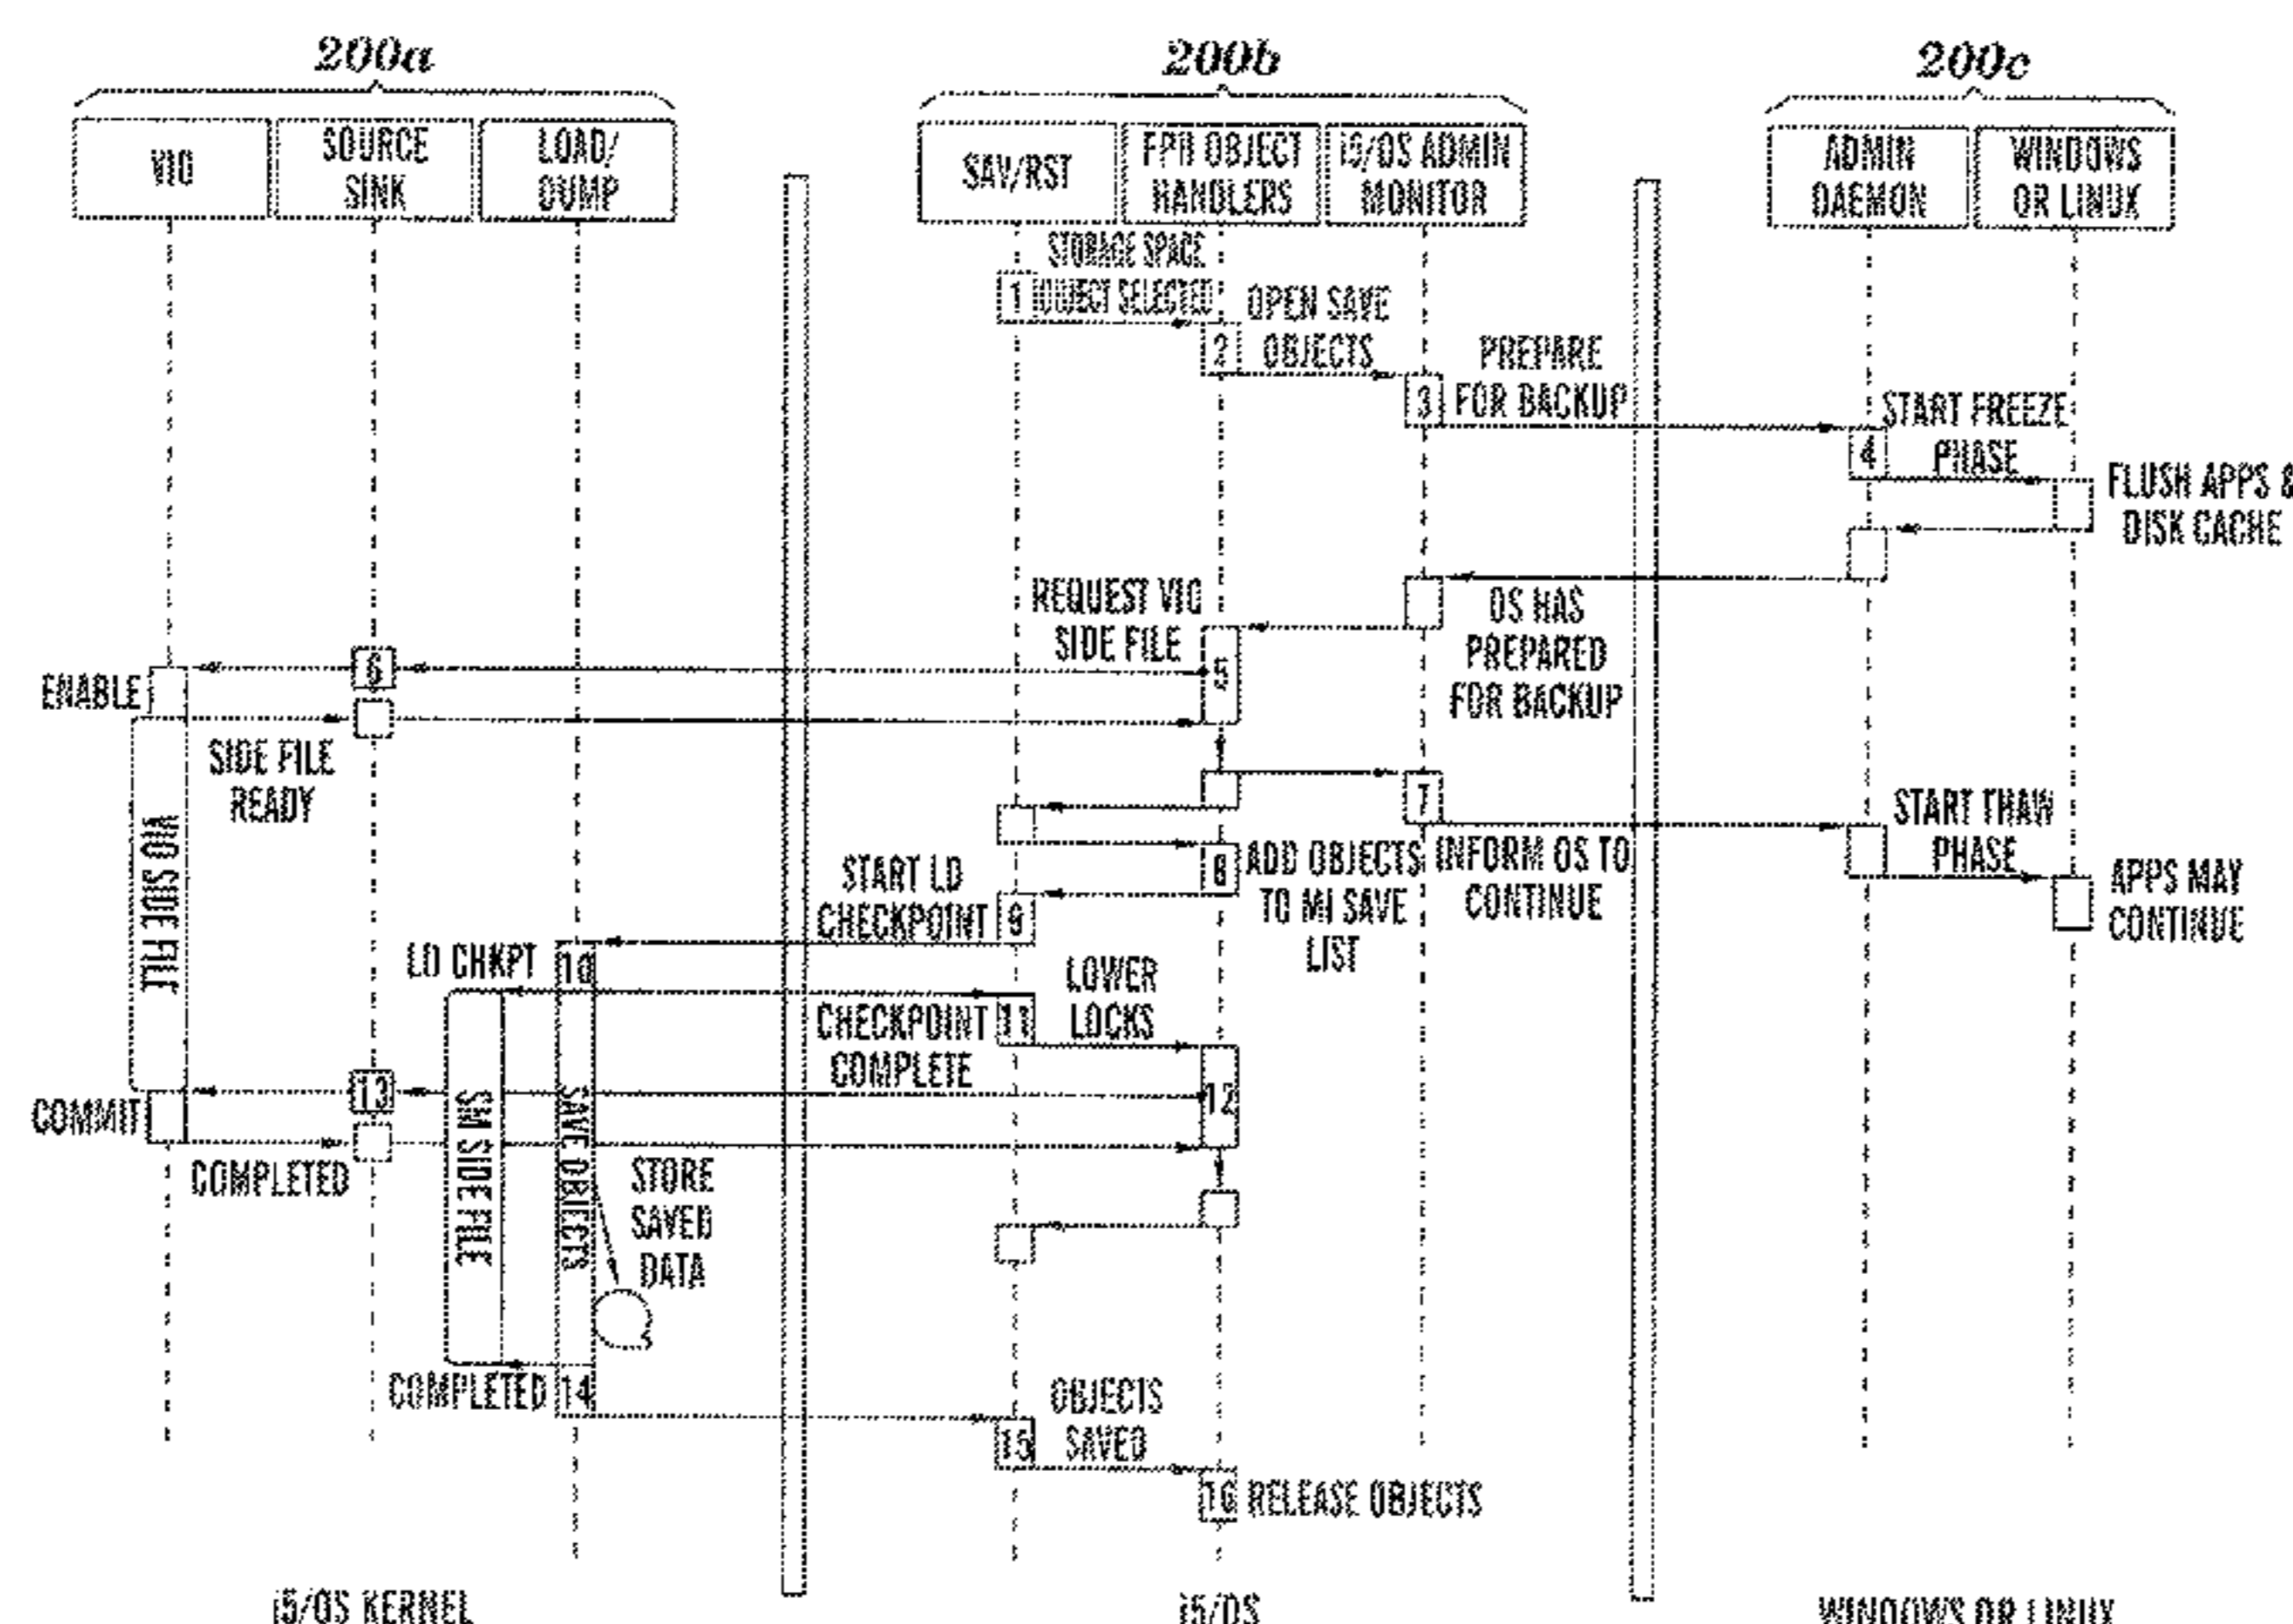 200a
200b
200c
VIO
SOURCE
SINK
LOAD/
DUMP
SAV/RST
OBJECT
HANDLERS
i5/OS ADMIN
MONITOR
ADMIN
DAEMON
WINDOWS
OR LINUX
STORAGE SPACE
1
OBJECT SELECTED
OPEN SAVE
2
OBJECTS
PREPARE
3
FOR BACKUP
START FREEZE
4
PHASE
FLUSH APPS &
DISK CACHE
REQUEST VIO
SIDE FILE
5
OS HAS
PREPARED
FOR BACKUP
6
ENABLE
SIDE FILE
READY
VIO SIDE FILE
7
START THAW
PHASE
INFORM OS TO
CONTINUE
APPS MAY
CONTINUE
8
ADD OBJECTS
TO MI SAVE
LIST
START LD
CHECKPOINT
9
LD CHKPT
10
LOWER
LOCKS
CHECKPOINT
COMPLETE
11
12
13
COMMIT
COMPLETED
SM SIDE FILE
SAVE OBJECTS
STORE
SAVED
DATA
COMPLETED
14
OBJECTS
SAVED
15
16
RELEASE OBJECTS
i5/OS KERNEL
i5/OS
WINDOWS OR LINUX